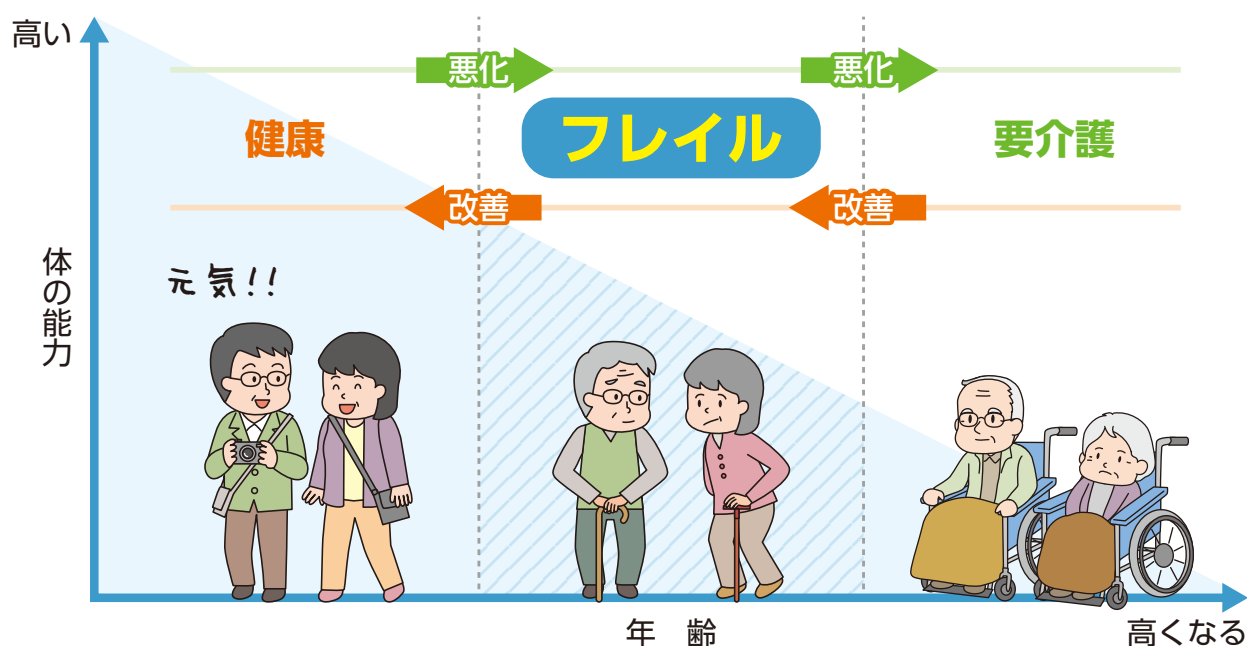 高い
悪化
悪化
健康
フレイル
要介護
改善
改善
元気!!
体の能力
年齢
高くなる